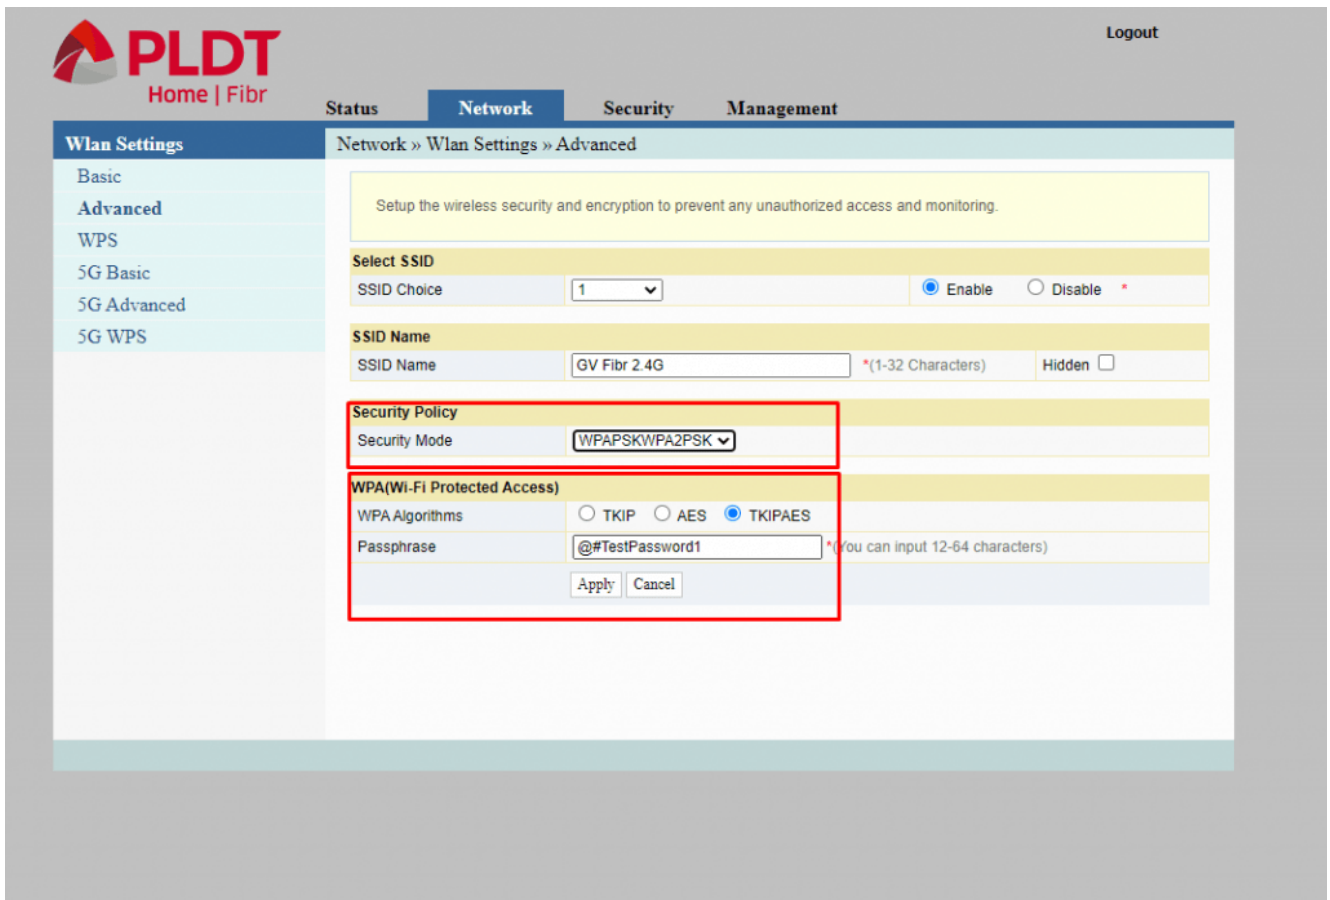 PLDT
Home | Fibr
Logout
Status Network Security Management
Wlan Settings
Network » Wlan Settings » Advanced
Basic
Advanced
WPS
5G Basic
5G Advanced
5G WPS
Setup the wireless security and encryption to prevent any unauthorized access and monitoring.
Select SSID
SSID Choice 1 Enable Disable *
SSID Name
SSID Name GV Fibr 2.4G *(1-32 Characters) Hidden
Security Policy
Security Mode WPAPSKWPA2PSK
WPA(Wi-Fi Protected Access)
WPA Algorithms TKIP AES TKIPAES
Passphrase @#TestPassword1 *(You can input 12-64 characters)
Apply Cancel